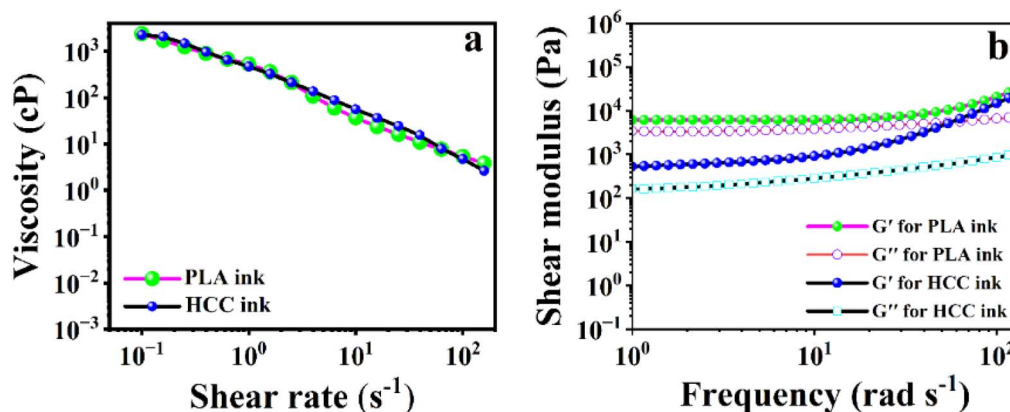 a
Viscosity (cP)
10³
10²
10¹
10⁰
10⁻¹
10⁻²
10⁻³
PLA ink
HCC ink
10⁻¹ 10⁰ 10¹ 10²
Shear rate (s⁻¹)
b
Shear modulus (Pa)
10⁶
10⁵
10⁴
10³
10²
10¹
10⁰
10⁻¹
G′ for PLA ink
G′′ for PLA ink
G′ for HCC ink
G′′ for HCC ink
10⁰ 10¹ 10²
Frequency (rad s⁻¹)